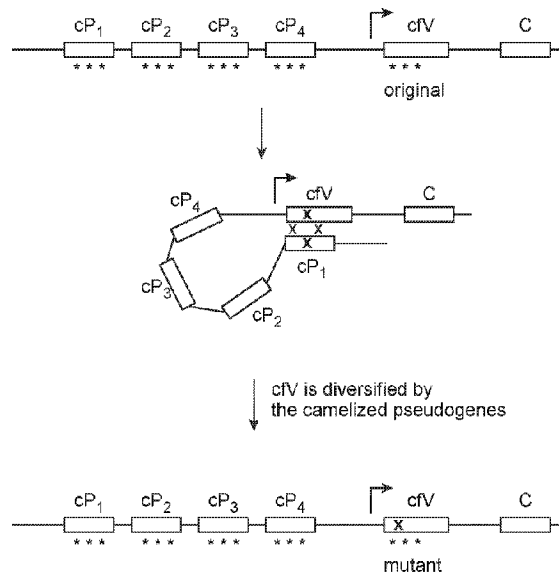 cP1 cP2 cP3 cP4 cfV C
* * * * * * * * * * * * * * *
original
cP4 cfV C
x
x x
x
cP1
cP3
cP2
cfV is diversified by
the camelized pseudogenes
cP1 cP2 cP3 cP4 cfV C
x
* * * * * * * * * * * * * * *
mutant